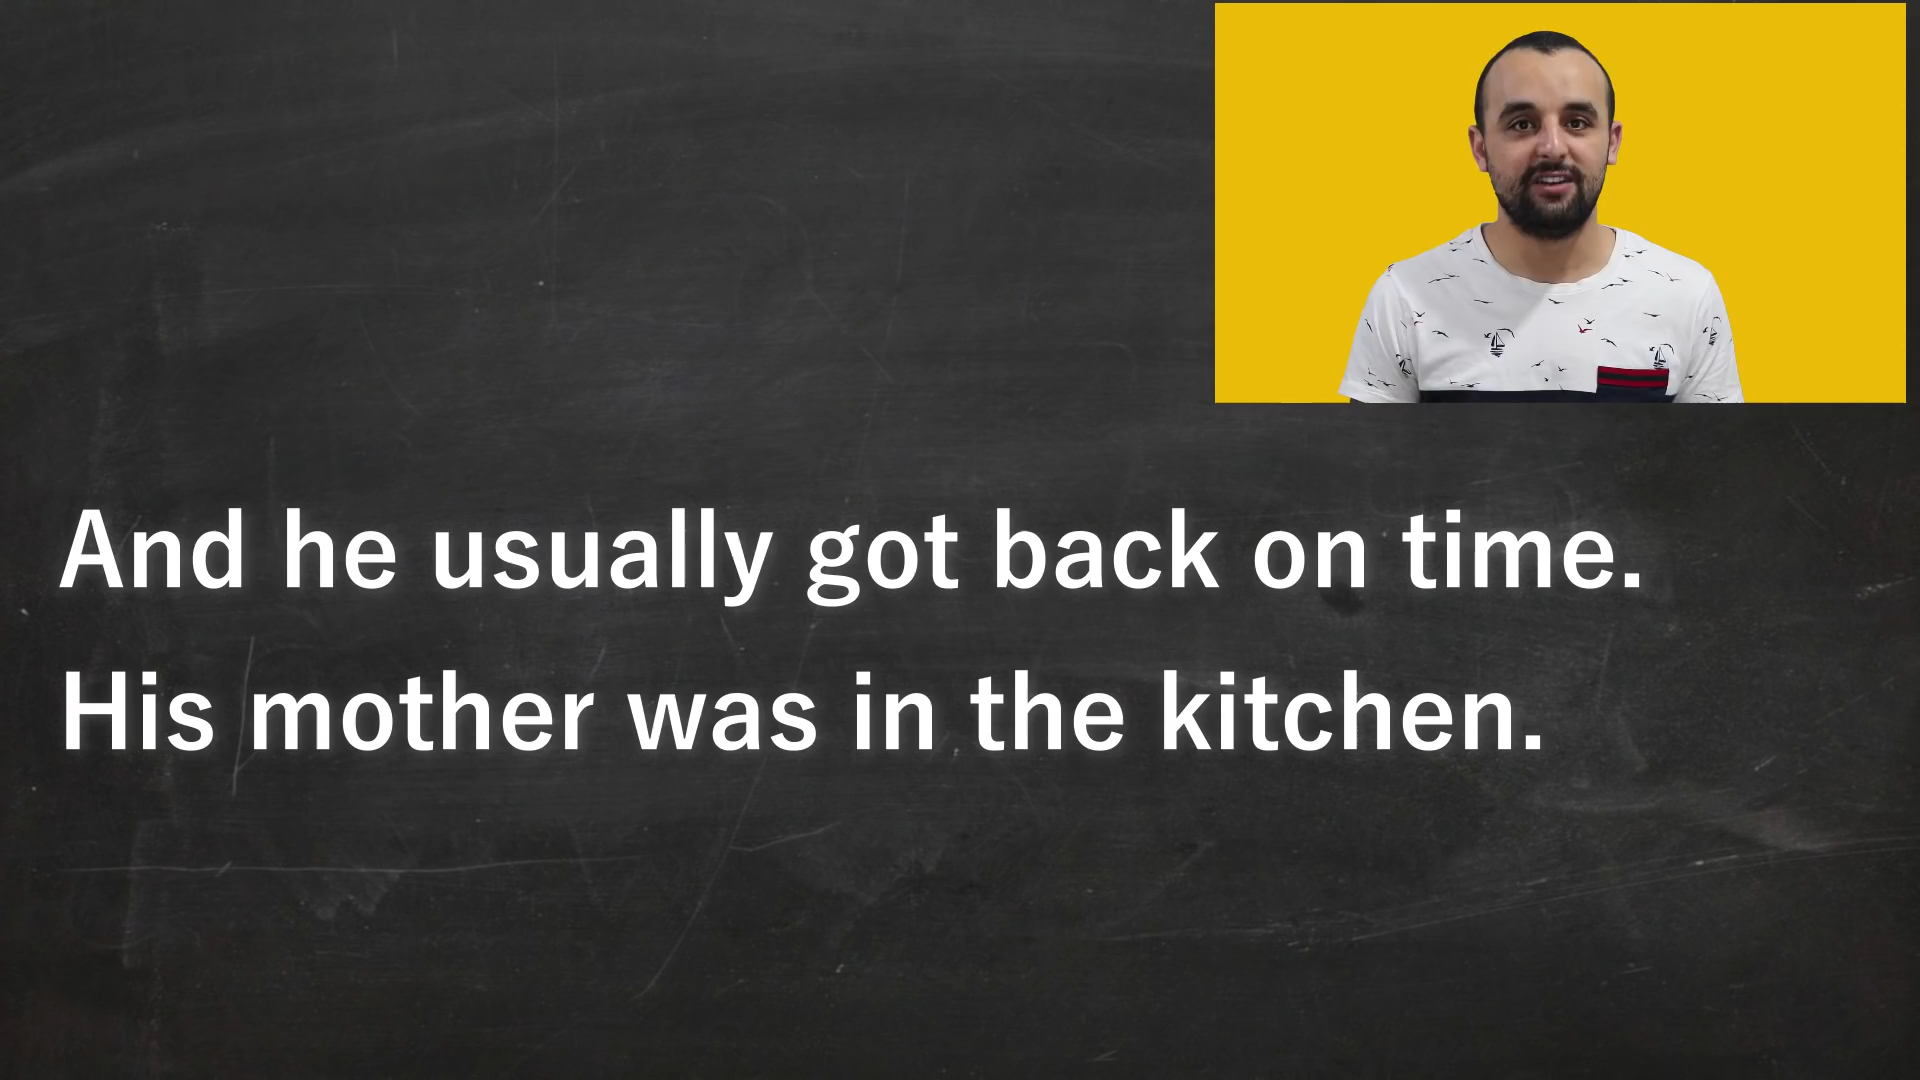 And he usually got back on time.
His mother was in the kitchen.